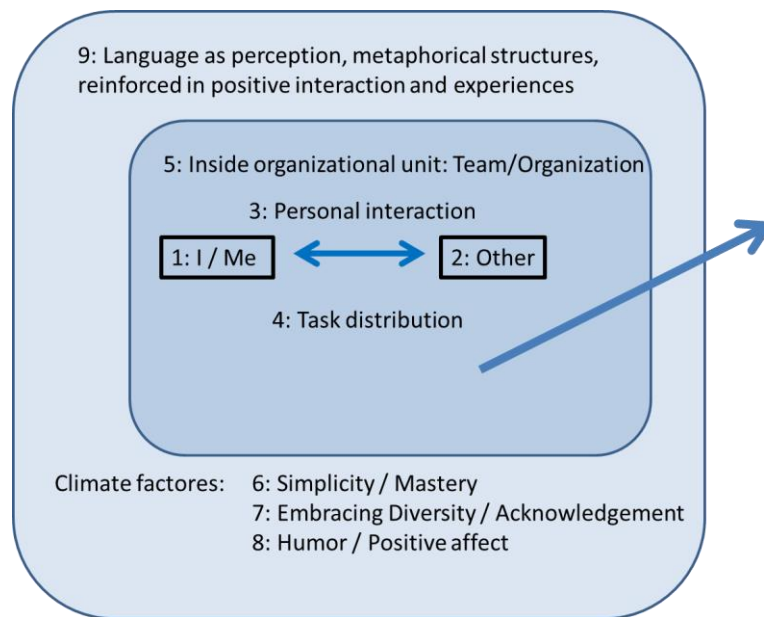 9: Language as perception, metaphorical structures,
reinforced in positive interaction and experiences
5: Inside organizational unit: Team/Organization
3: Personal interaction
1: I / Me
2: Other
4: Task distribution
Climate factores:
6: Simplicity / Mastery
7: Embracing Diversity / Acknowledgement
8: Humor / Positive affect